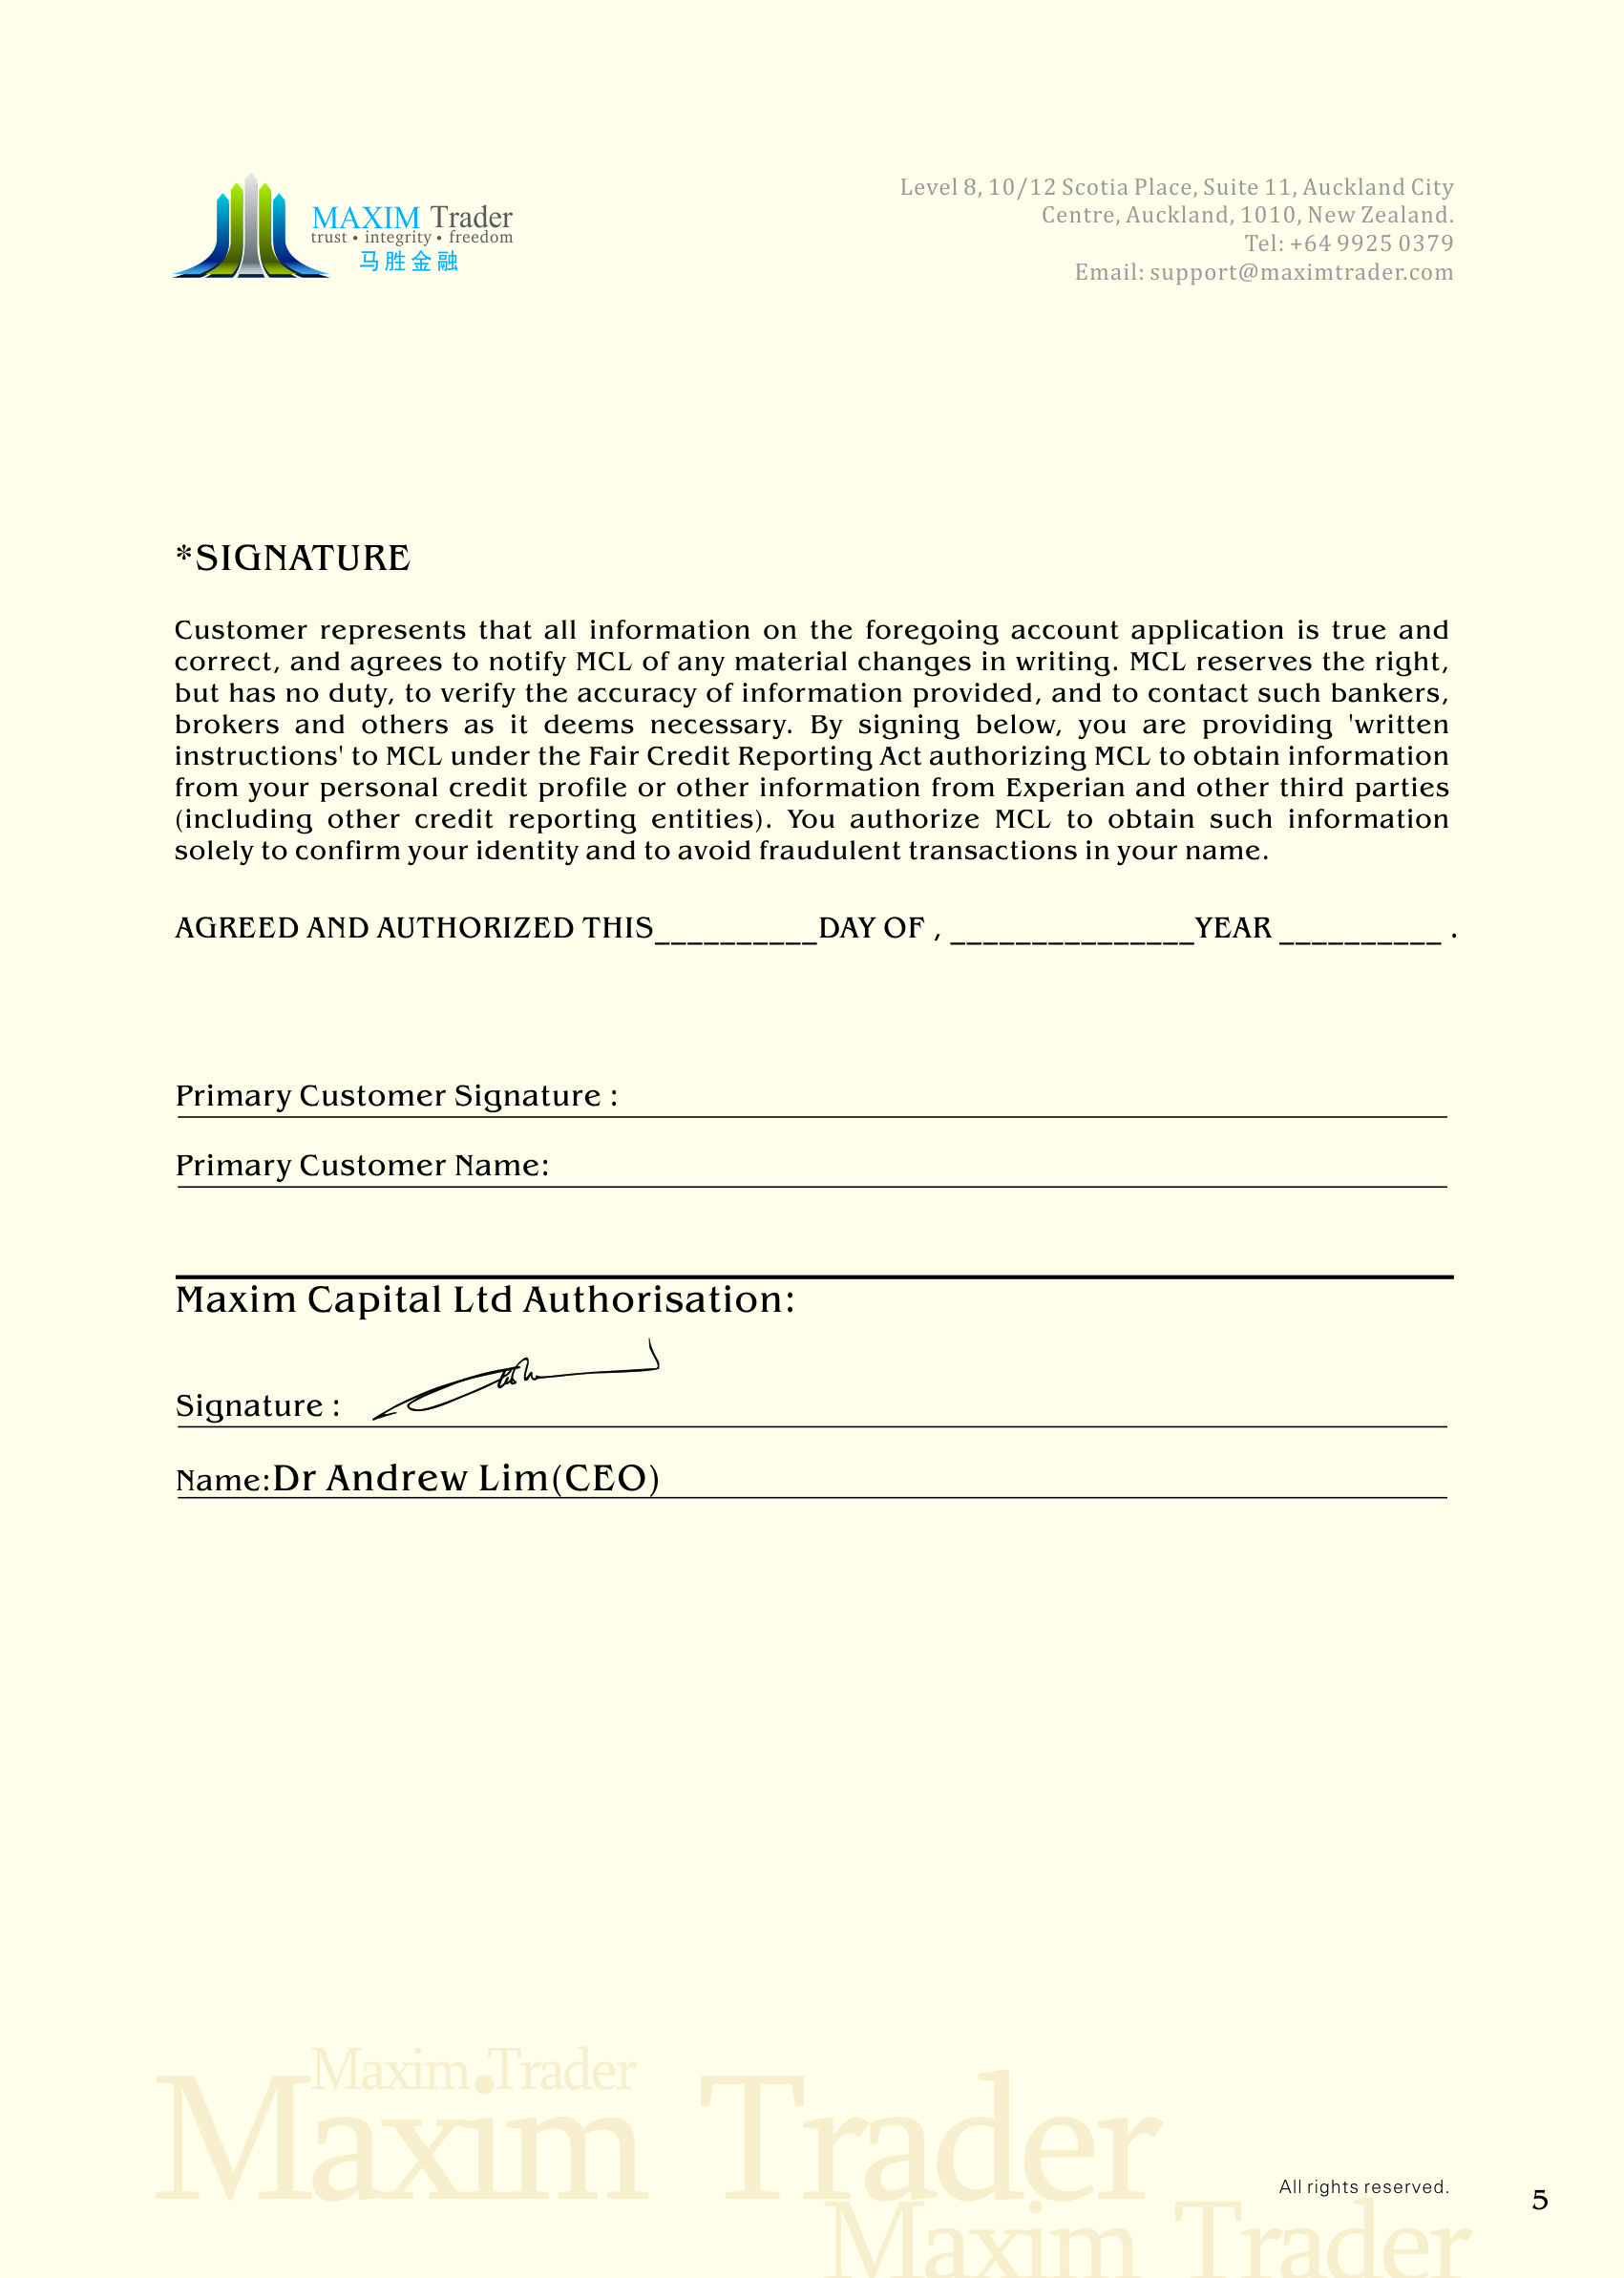 MAXIM Trader
trust • integrity • freedom
马胜金融
Level 8, 10/12 Scotia Place, Suite 11, Auckland City
Centre, Auckland, 1010, New Zealand.
Tel: +64 9925 0379
Email: support@maximtrader.com
*SIGNATURE
Customer represents that all information on the foregoing account application is true and
correct, and agrees to notify MCL of any material changes in writing. MCL reserves the right,
but has no duty, to verify the accuracy of information provided, and to contact such bankers,
brokers and others as it deems necessary. By signing below, you are providing 'written
instructions' to MCL under the Fair Credit Reporting Act authorizing MCL to obtain information
from your personal credit profile or other information from Experian and other third parties
(including other credit reporting entities). You authorize MCL to obtain such information
solely to confirm your identity and to avoid fraudulent transactions in your name.
AGREED AND AUTHORIZED THIS__________DAY OF , _______________YEAR __________ .
Primary Customer Signature :
Primary Customer Name:
Maxim Capital Ltd Authorisation:
Signature :
Name:Dr Andrew Lim(CEO)
Maxim Trader
Maxim Trader
All rights reserved.
5
Maxim Trader